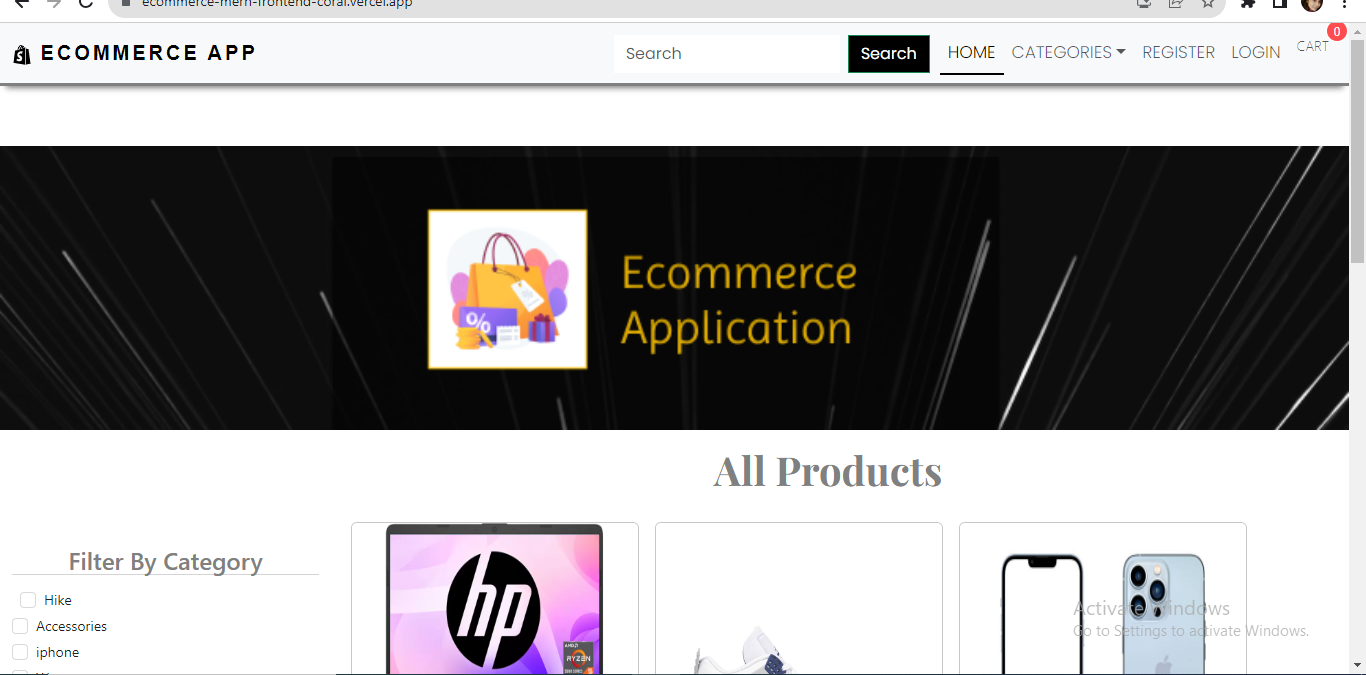 ecommerce-mern-frontend-coral.vercel.app
0
ECOMMERCE APP
Search
Search
HOME
CATEGORIES
REGISTER
LOGIN
CART
%
Ecommerce
Application
All Products
Filter By Category
Hike
Accessories
iphone
hp
AMD
RYZEN
Activate Windows
Go to Settings to activate Windows.